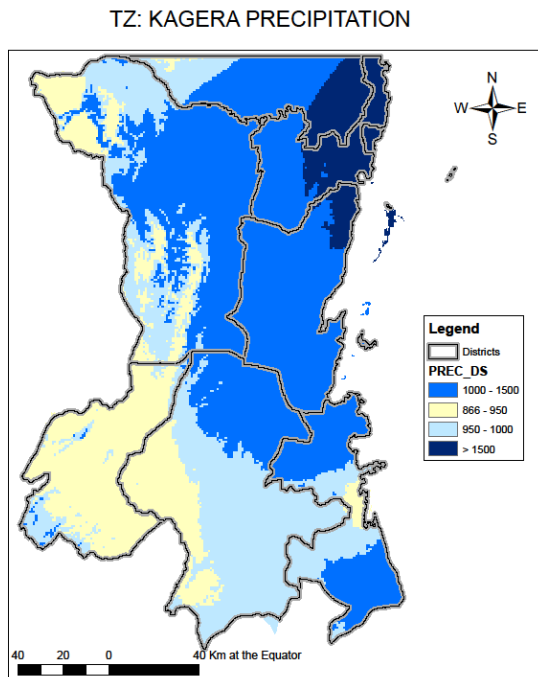 TZ: KAGERA PRECIPITATION
N
W E
S
Legend
Districts
PREC_DS
1000 - 1500
866 - 950
950 - 1000
> 1500
40 20 0 40 Km at the Equator